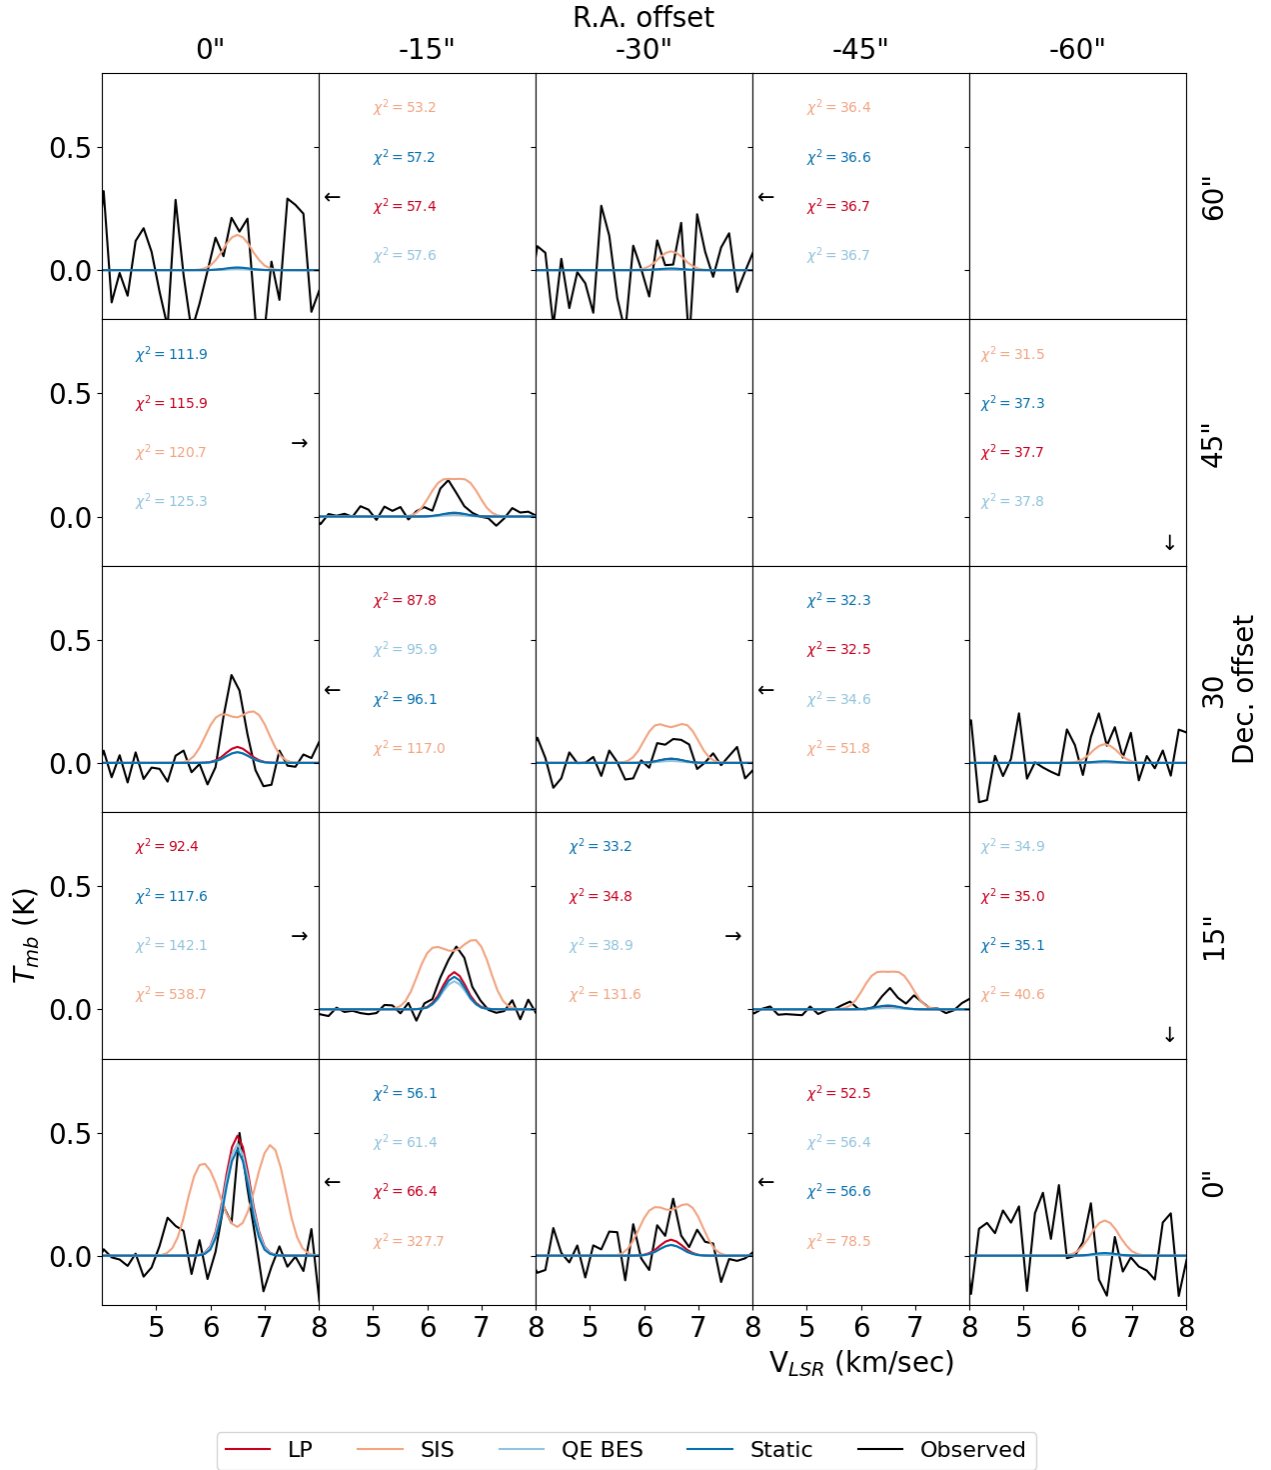 R.A. offset
0" -15" -30" -45" -60"
χ² = 53.2 χ² = 36.4
0.5 χ² = 57.2 χ² = 36.6
← χ² = 57.4 ← χ² = 36.7 60"
0.0 χ² = 57.6 χ² = 36.7
χ² = 111.9 χ² = 31.5
0.5 χ² = 115.9 χ² = 37.3
χ² = 120.7 → χ² = 37.7 45"
0.0 χ² = 125.3 χ² = 37.8
↓
χ² = 87.8 χ² = 32.3
0.5 χ² = 95.9 χ² = 32.5
← χ² = 96.1 ← χ² = 34.6 30
0.0 χ² = 117.0 χ² = 51.8
Dec. offset
χ² = 92.4 χ² = 33.2 χ² = 34.9
0.5 χ² = 117.6 χ² = 34.8 χ² = 35.0
χ² = 142.1 → χ² = 38.9 → χ² = 35.1 15"
0.0 χ² = 538.7 χ² = 131.6 χ² = 40.6
↓
T_mb (K)
χ² = 56.1 χ² = 52.5
0.5 χ² = 61.4 χ² = 56.4
← χ² = 66.4 ← χ² = 56.6 0"
0.0 χ² = 327.7 χ² = 78.5
5 6 7 8 5 6 7 8 5 6 7 8 5 6 7 8 5 6 7 8
V_LSR (km/sec)
LP SIS QE BES Static Observed